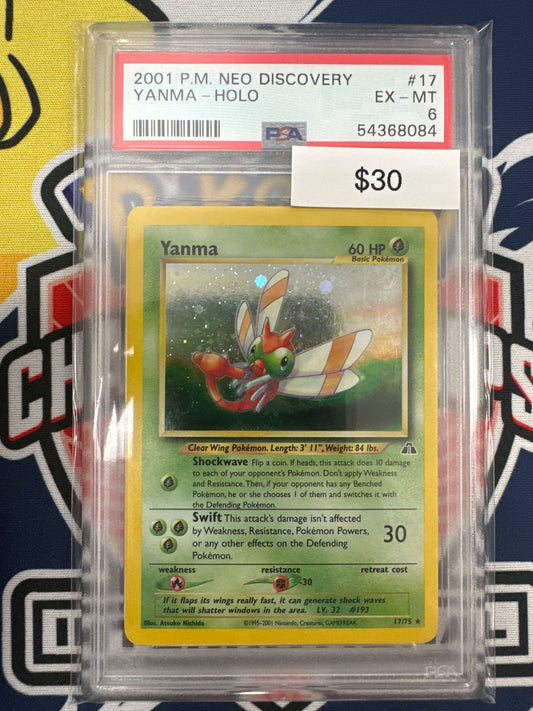 2001 P.M. NEO DISCOVERY #17
YANMA – HOLO EX – MT
6
PSA 54368084
$30
Yanma 60 HP
Basic Pokémon
Clear Wing Pokémon. Length: 3' 11", Weight: 84 lbs.
Shockwave Flip a coin. If heads, this attack does 10 damage
to each of your opponent's Pokémon. Don't apply Weakness
and Resistance. Then, if your opponent has any Benched
Pokémon, he or she chooses 1 of them and switches it with
the Defending Pokémon.
Swift This attack's damage isn't affected
by Weakness, Resistance, Pokémon Powers,
or any other effects on the Defending
Pokémon.
30
weakness resistance retreat cost
-30
If it flaps its wings really fast, it can generate shock waves
that will shatter windows in the area. LV. 32 #193
Illus. Atsuko Nishida ©1995-2001 Nintendo, Creatures, GAMEFREAK. 17/75 ★
PSA